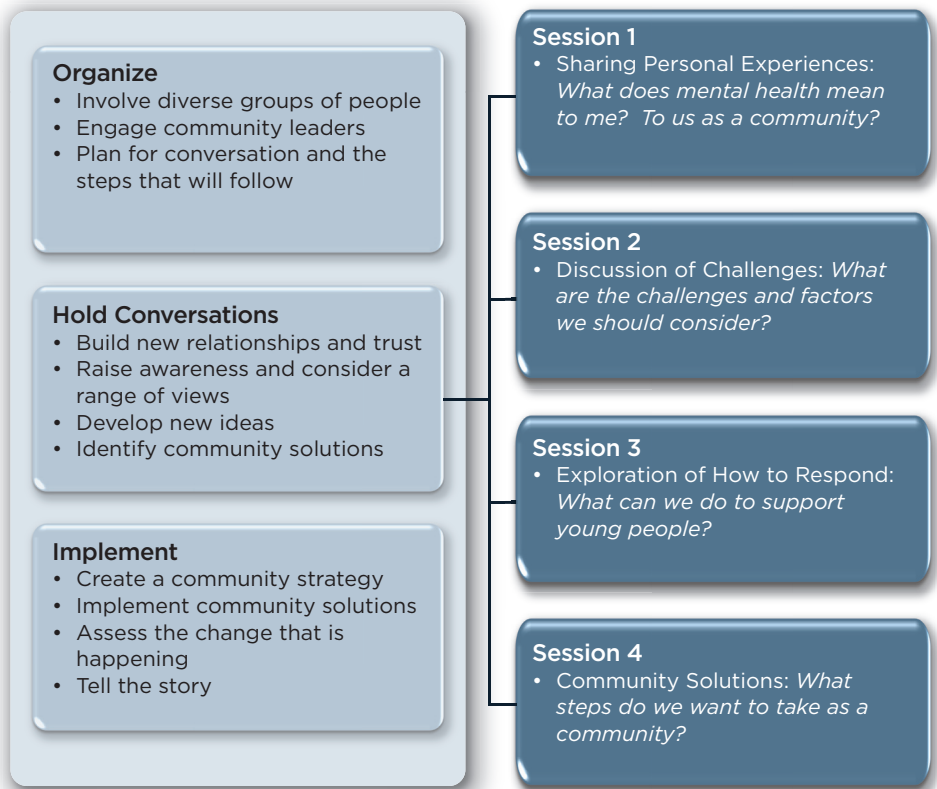 Organize
• Involve diverse groups of people
• Engage community leaders
• Plan for conversation and the
steps that will follow
Hold Conversations
• Build new relationships and trust
• Raise awareness and consider a
range of views
• Develop new ideas
• Identify community solutions
Implement
• Create a community strategy
• Implement community solutions
• Assess the change that is
happening
• Tell the story
Session 1
• Sharing Personal Experiences:
What does mental health mean
to me? To us as a community?
Session 2
• Discussion of Challenges: What
are the challenges and factors
we should consider?
Session 3
• Exploration of How to Respond:
What can we do to support
young people?
Session 4
• Community Solutions: What
steps do we want to take as a
community?